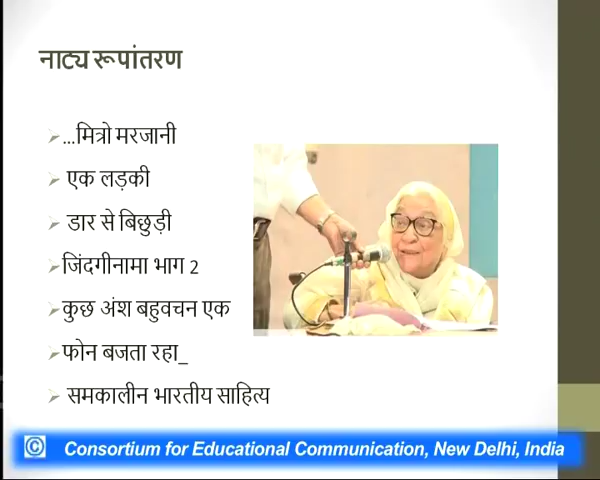 नाट्य रूपांतरण
...मित्रो मरजानी
एक लड़की
डार से बिछुड़ी
जिंदगीनामा भाग 2
कुछ अंश बहुवचन एक
फोन बजता रहा_
समकालीन भारतीय साहित्य
© Consortium for Educational Communication, New Delhi, India